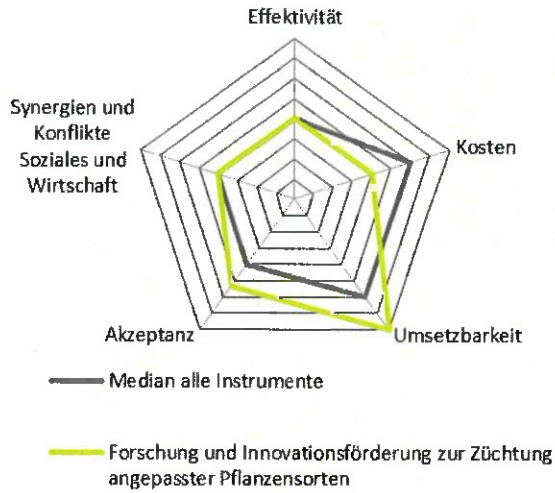 Effektivität
Synergien und
Konflikte
Soziales und
Wirtschaft
Kosten
Akzeptanz
Umsetzbarkeit
Median alle Instrumente
Forschung und Innovationsförderung zur Züchtung
angepasster Pflanzensorten